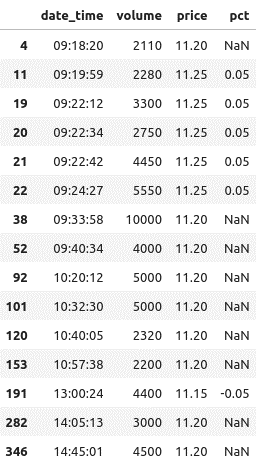 date_time volume price pct
4 09:18:20 2110 11.20 NaN
11 09:19:59 2280 11.25 0.05
19 09:22:12 3300 11.25 0.05
20 09:22:34 2750 11.25 0.05
21 09:22:42 4450 11.25 0.05
22 09:24:27 5550 11.25 0.05
38 09:33:58 10000 11.20 NaN
52 09:40:34 4000 11.20 NaN
92 10:20:12 5000 11.20 NaN
101 10:32:30 5000 11.20 NaN
120 10:40:05 2320 11.20 NaN
153 10:57:38 2200 11.20 NaN
191 13:00:24 4400 11.15 -0.05
282 14:05:13 3000 11.20 NaN
346 14:45:01 4500 11.20 NaN